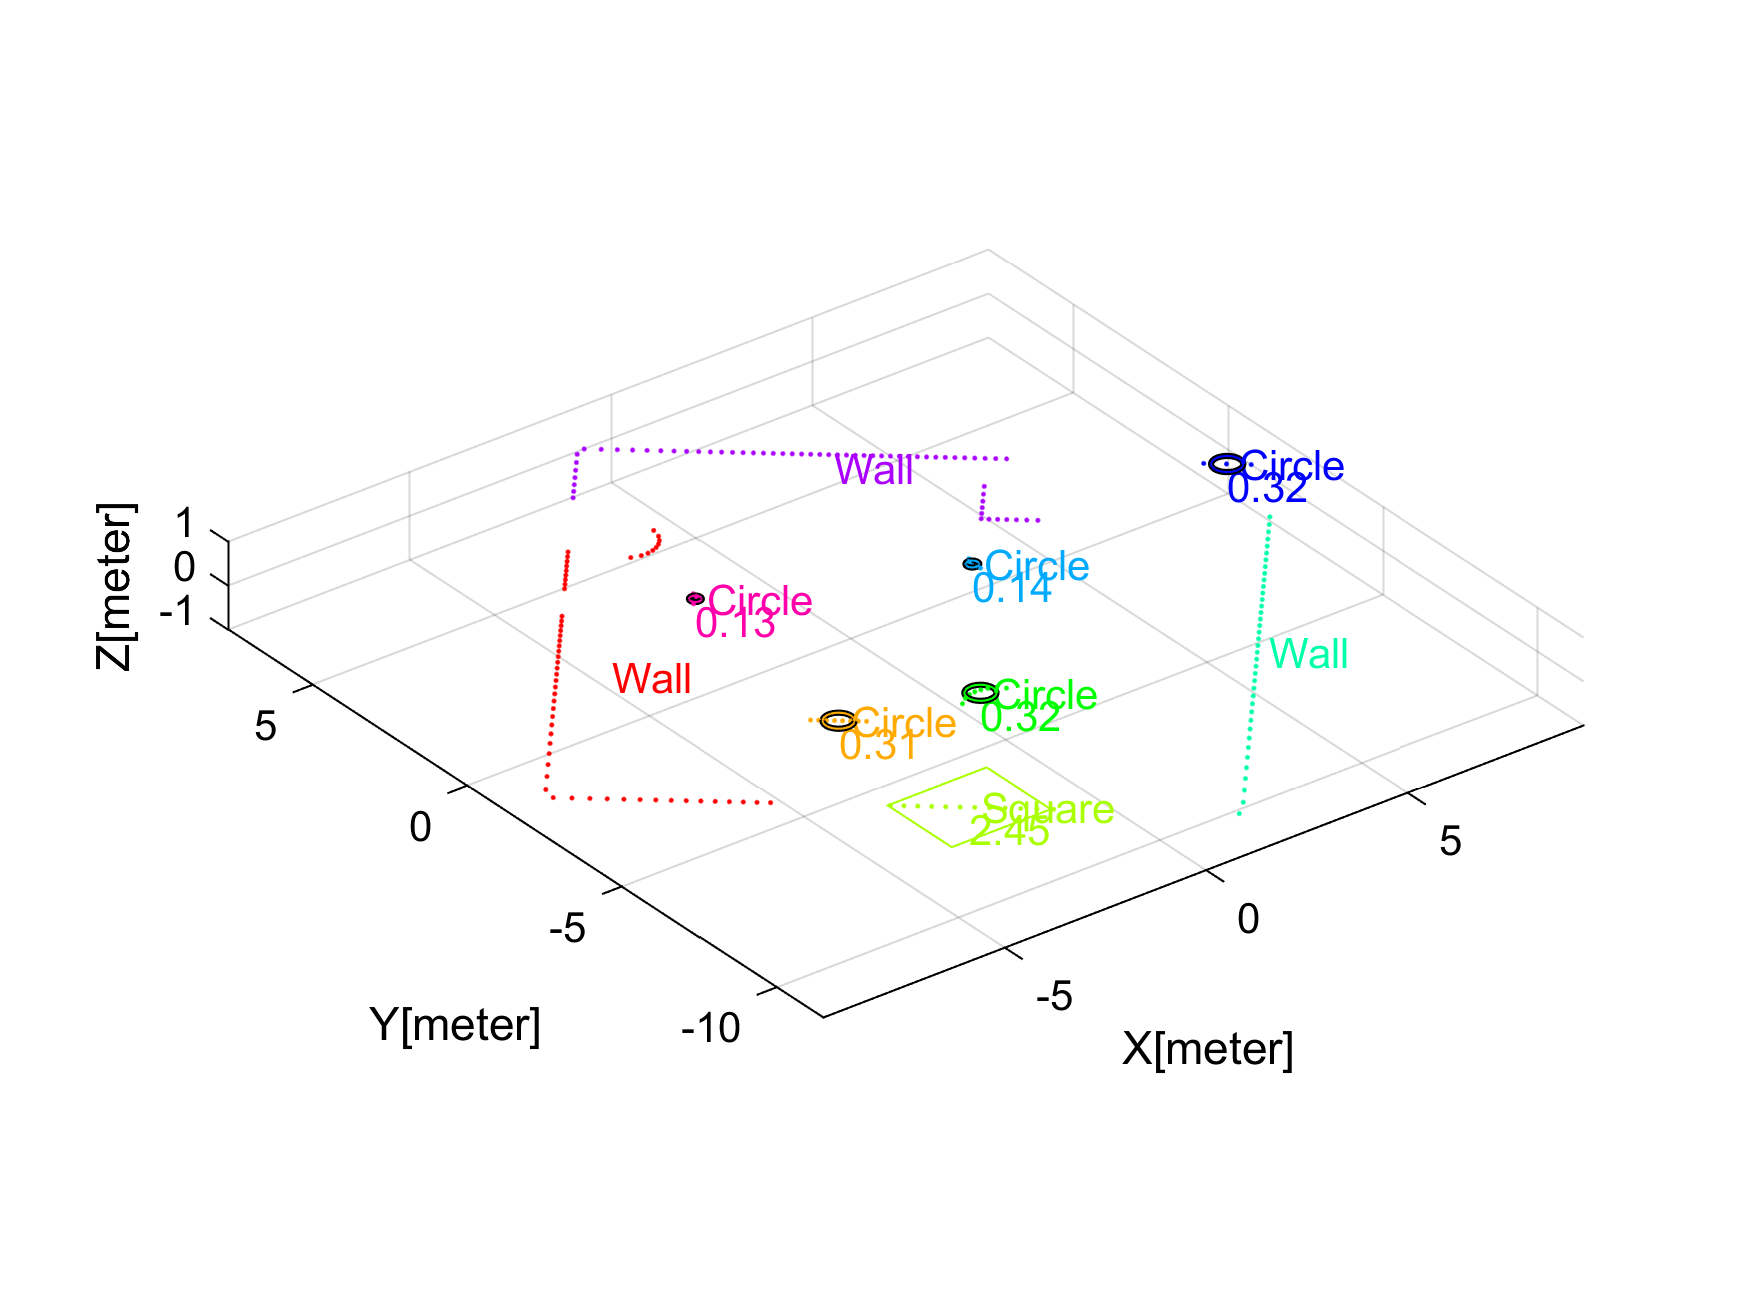 Circle
0.32
Wall
1
0
-1
Z[meter]
Circle
0.14
Circle
0.13
Wall
Wall
Circle
0.32
Circle
0.31
Square
2.45
5
0
-5
-10
Y[meter]
5
0
-5
X[meter]